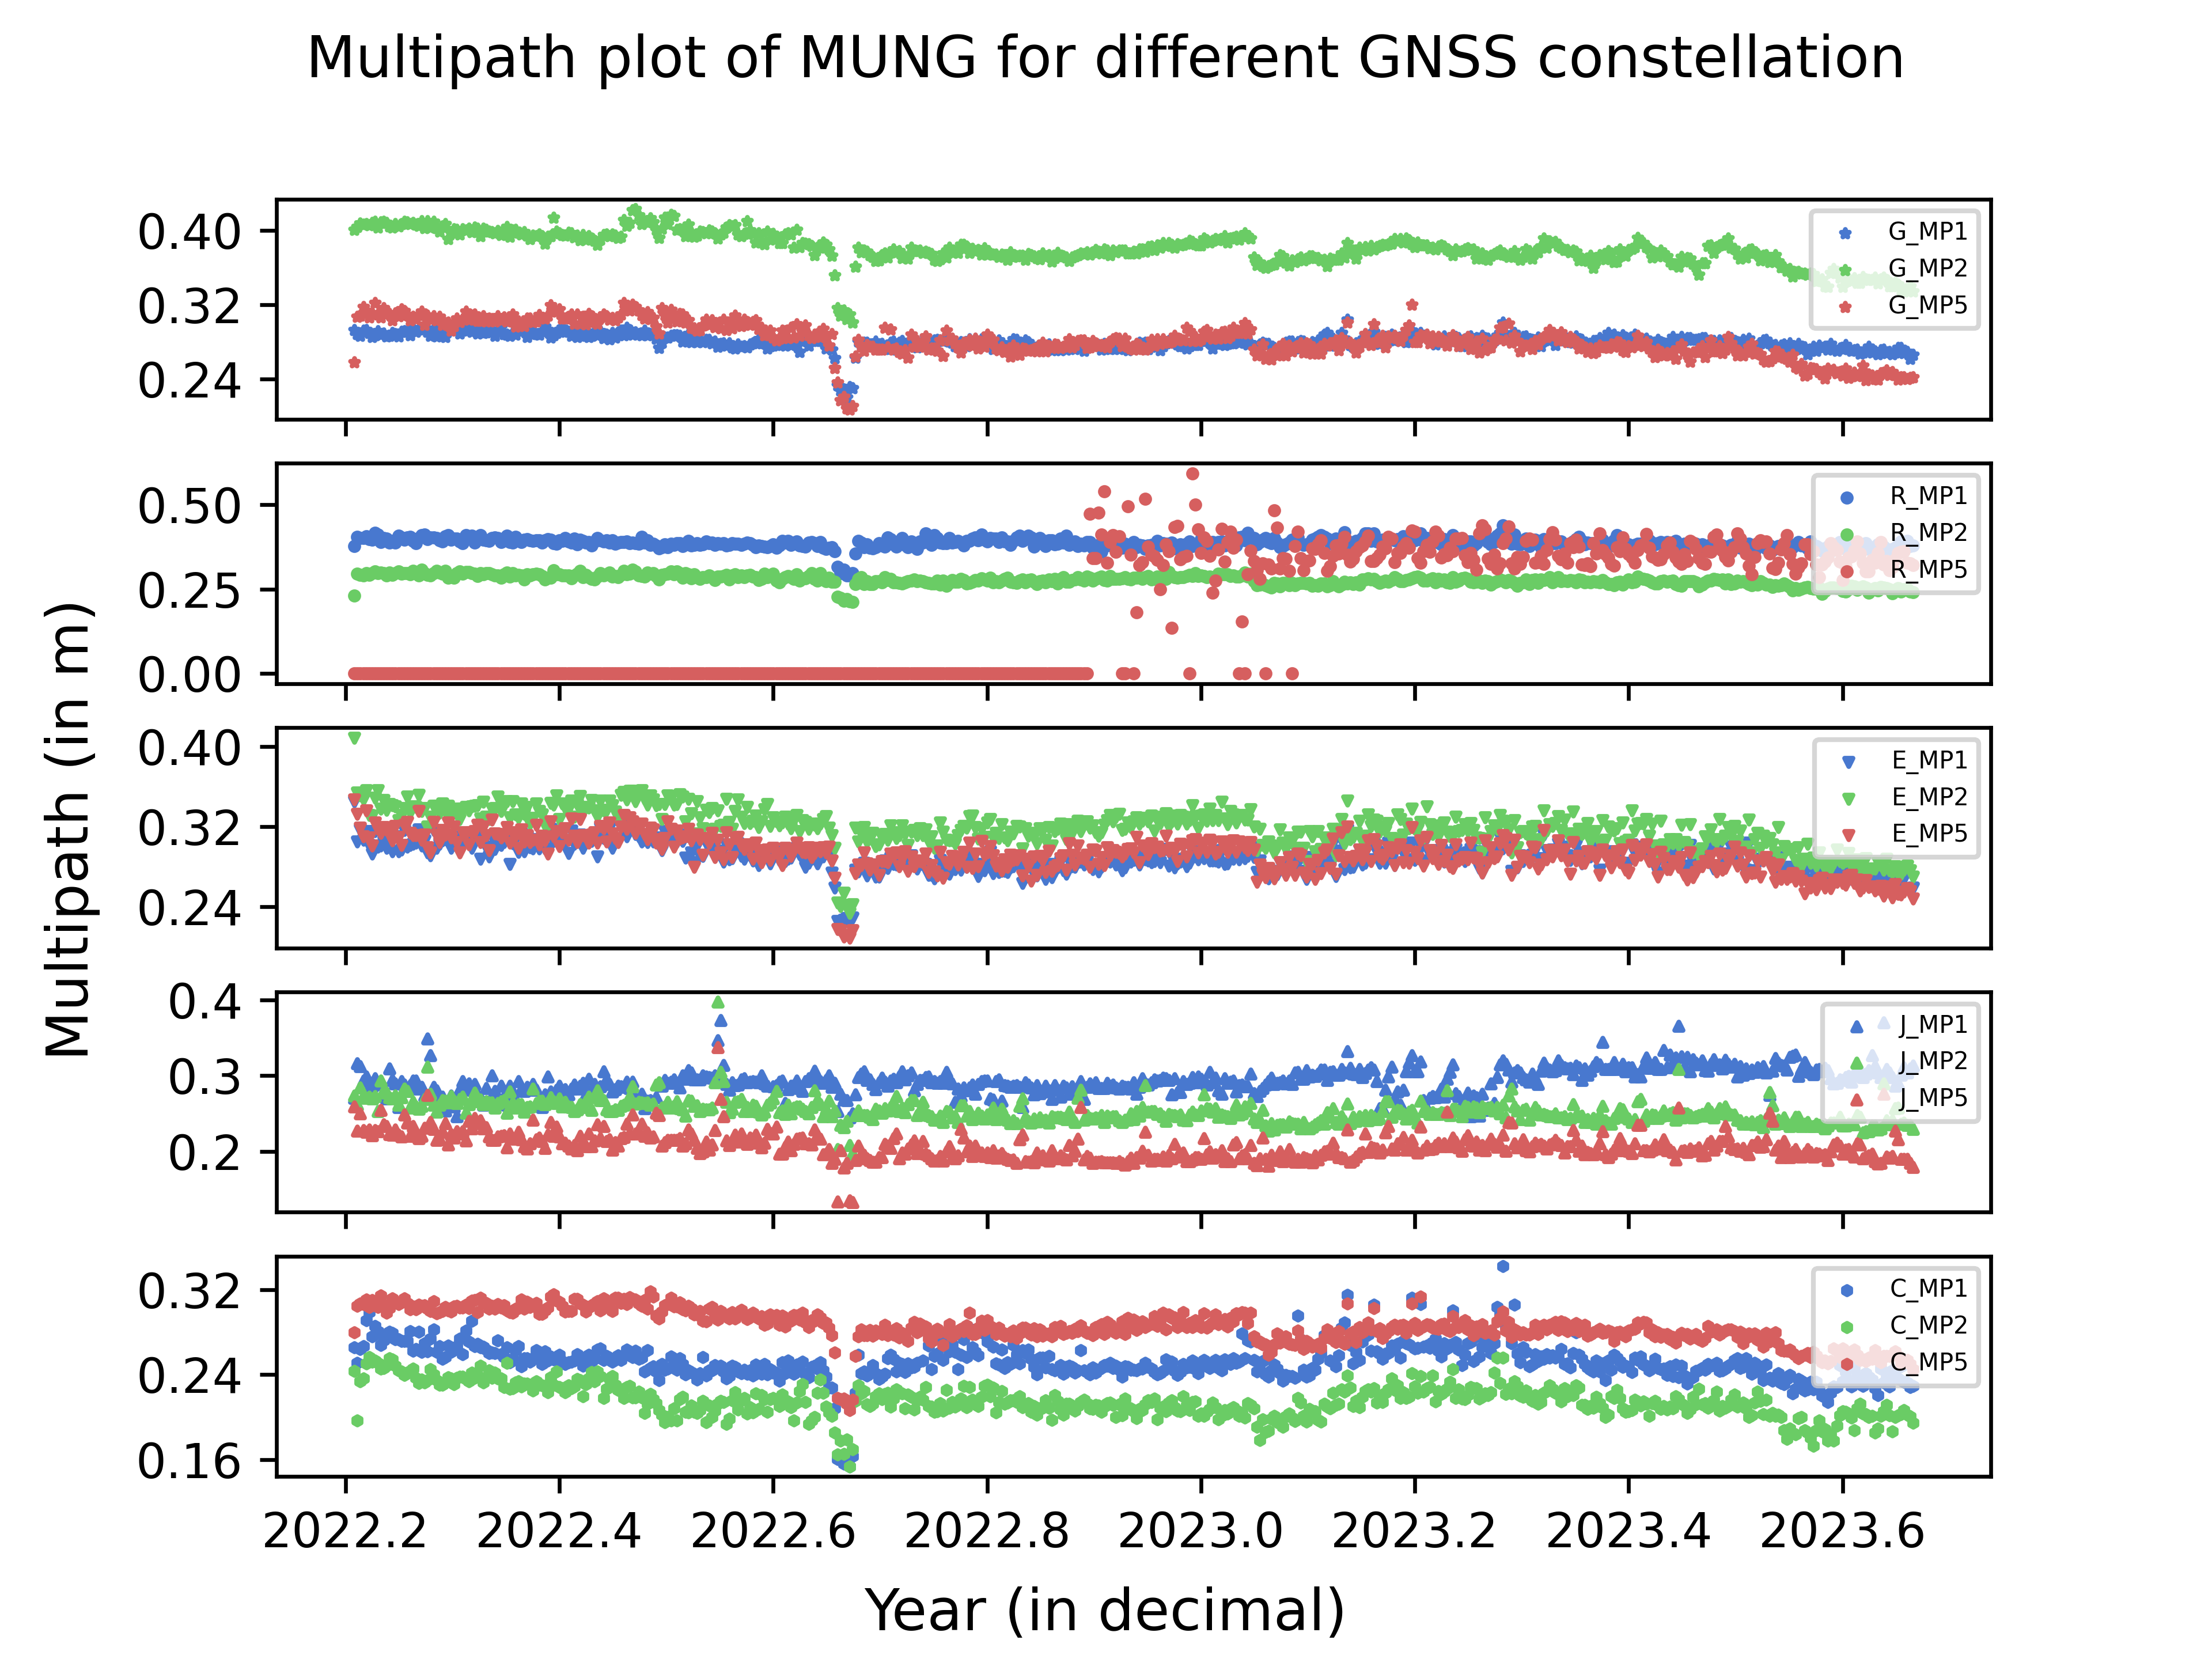 Multipath plot of MUNG for different GNSS constellation
Multipath (in m)
0.40
0.32
0.24
G_MP1
G_MP2
G_MP5
0.50
0.25
0.00
R_MP1
R_MP2
R_MP5
0.40
0.32
0.24
E_MP1
E_MP2
E_MP5
0.4
0.3
0.2
J_MP1
J_MP2
J_MP5
0.32
0.24
0.16
C_MP1
C_MP2
C_MP5
2022.2 2022.4 2022.6 2022.8 2023.0 2023.2 2023.4 2023.6
Year (in decimal)